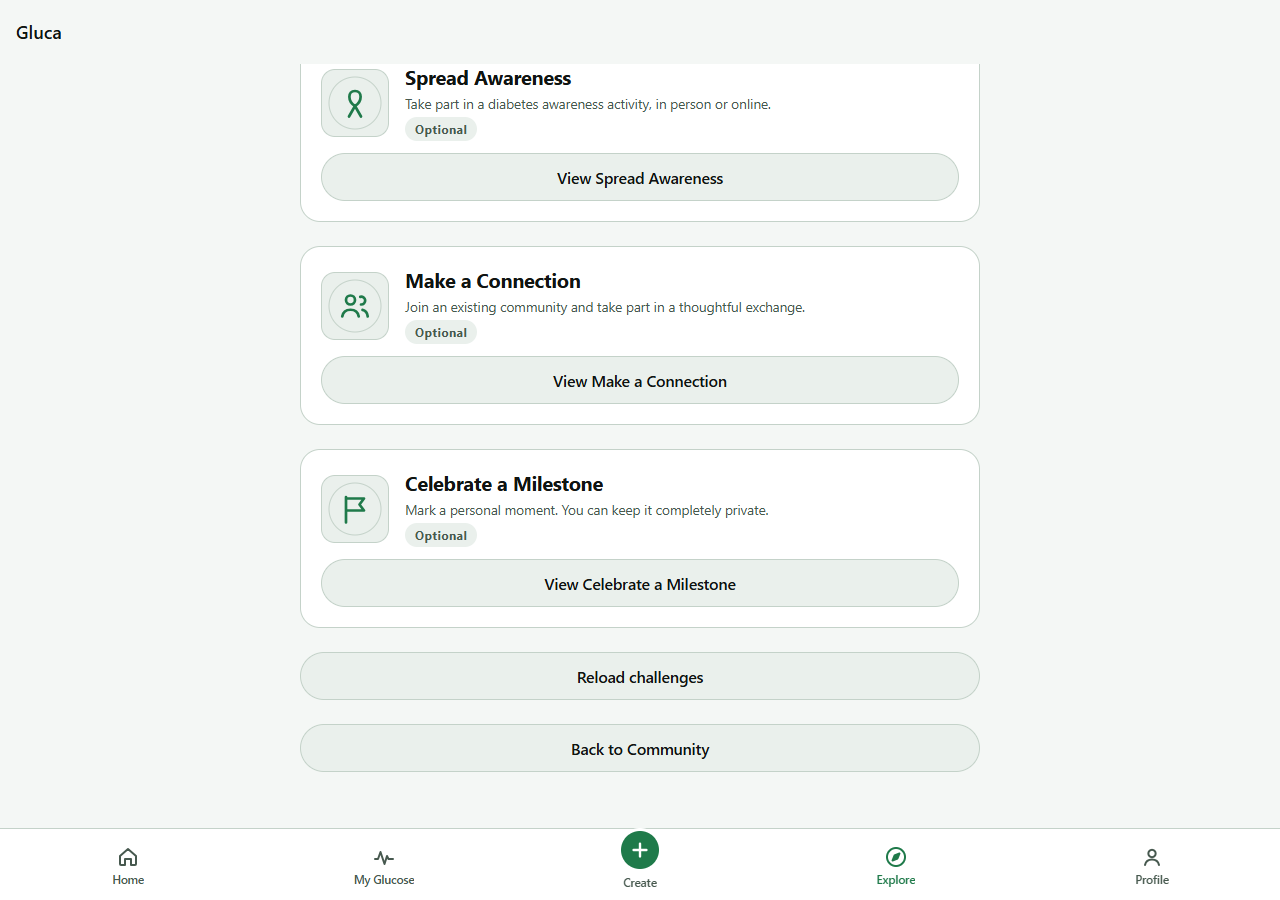 Gluca
Spread Awareness
Take part in a diabetes awareness activity, in person or online.
Optional
View Spread Awareness
Make a Connection
Join an existing community and take part in a thoughtful exchange.
Optional
View Make a Connection
Celebrate a Milestone
Mark a personal moment. You can keep it completely private.
Optional
View Celebrate a Milestone
Reload challenges
Back to Community
Home
My Glucose
Create
Explore
Profile